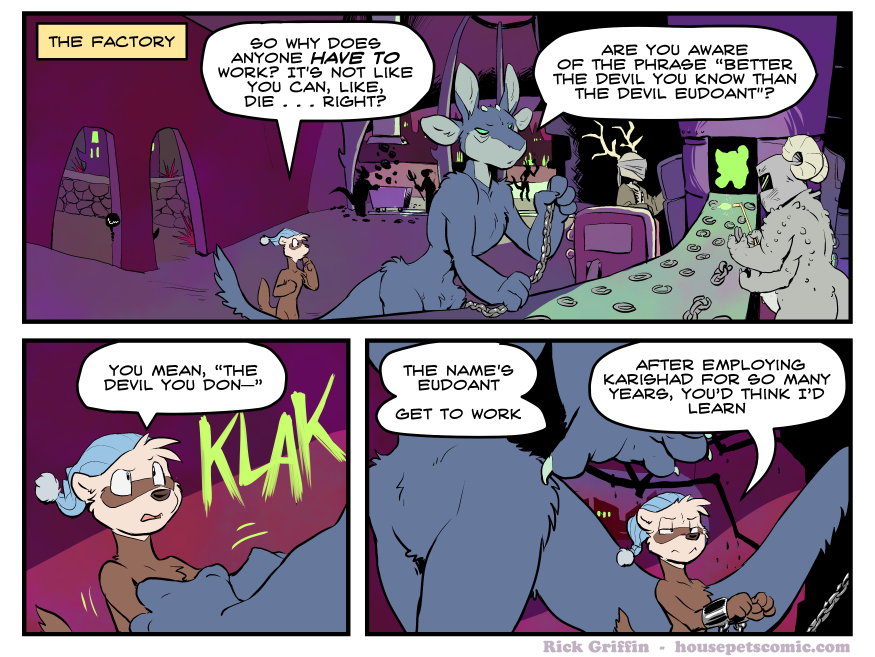 THE FACTORY
SO WHY DOES
ANYONE HAVE TO
WORK? IT'S NOT LIKE
YOU CAN, LIKE,
DIE . . . RIGHT?
ARE YOU AWARE
OF THE PHRASE "BETTER
THE DEVIL YOU KNOW THAN
THE DEVIL EUDOANT"?
YOU MEAN, "THE
DEVIL YOU DON—"
KLAK
THE NAME'S
EUDOANT
GET TO WORK
AFTER EMPLOYING
KARISHAD FOR SO MANY
YEARS, YOU'D THINK I'D
LEARN
Rick Griffin - housepetscomic.com